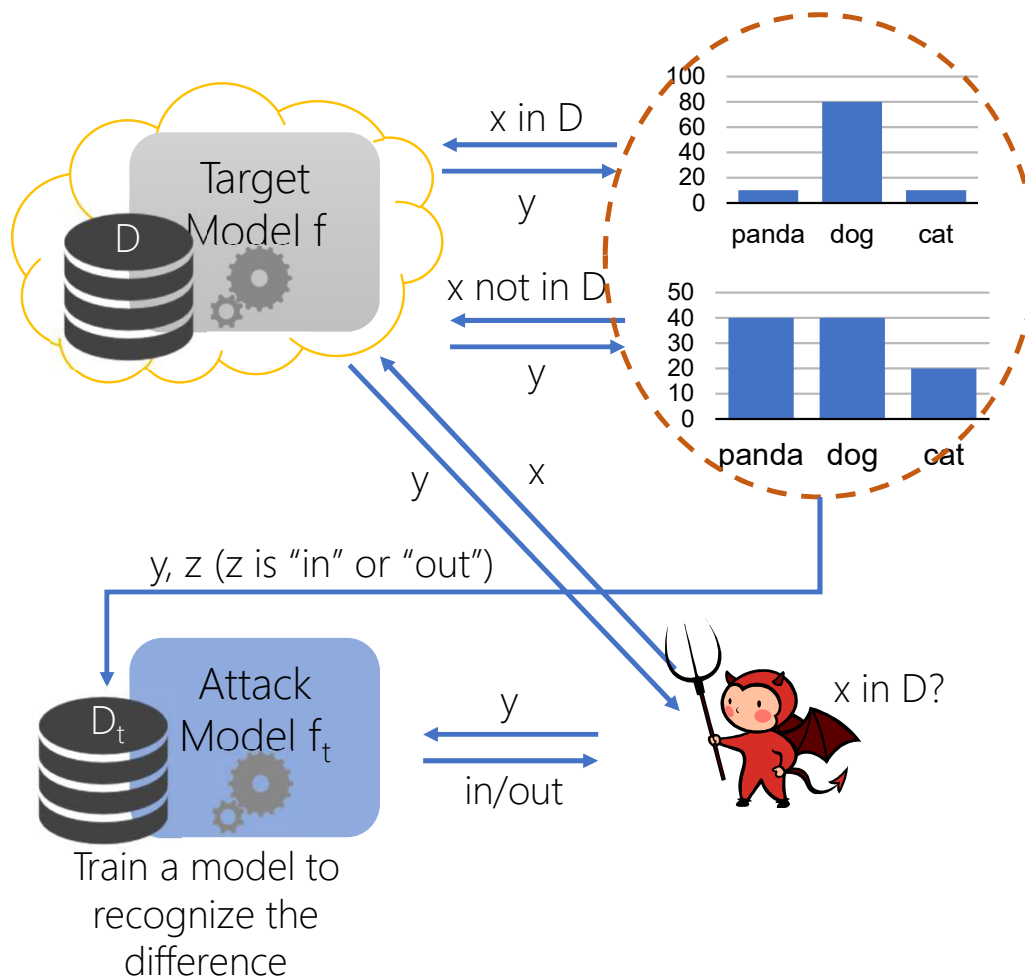 Target
Model f
D
x in D
y
x not in D
y
100
80
60
40
20
0
panda dog cat
50
40
30
20
10
0
panda dog cat
y
x
y, z (z is “in” or “out”)
Attack
Model fₜ
Dₜ
y
in/out
x in D?
Train a model to
recognize the
difference